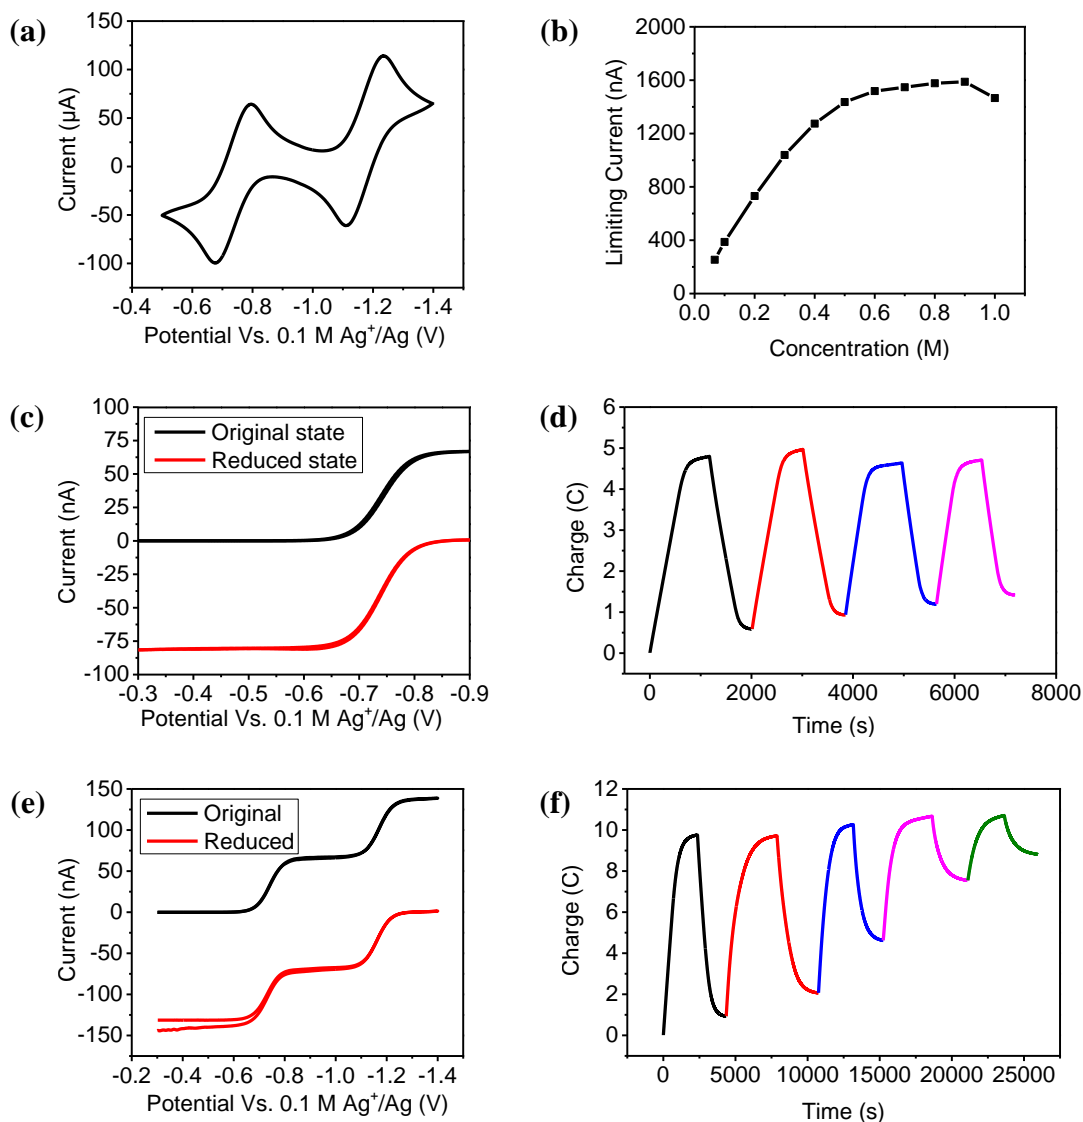 (a)
150
100
50
0
-50
-100
Current (µA)
-0.4 -0.6 -0.8 -1.0 -1.2 -1.4
Potential Vs. 0.1 M Ag⁺/Ag (V)
(b)
2000
1600
1200
800
400
0
Limiting Current (nA)
0.0 0.2 0.4 0.6 0.8 1.0
Concentration (M)
(c)
100
75
50
25
0
-25
-50
-75
-100
Current (nA)
Original state
Reduced state
-0.3 -0.4 -0.5 -0.6 -0.7 -0.8 -0.9
Potential Vs. 0.1 M Ag⁺/Ag (V)
(d)
6
5
4
3
2
1
0
Charge (C)
0 2000 4000 6000 8000
Time (s)
(e)
150
100
50
0
-50
-100
-150
Current (nA)
Original
Reduced
-0.2 -0.4 -0.6 -0.8 -1.0 -1.2 -1.4
Potential Vs. 0.1 M Ag⁺/Ag (V)
(f)
12
10
8
6
4
2
0
Charge (C)
0 5000 10000 15000 20000 25000
Time (s)